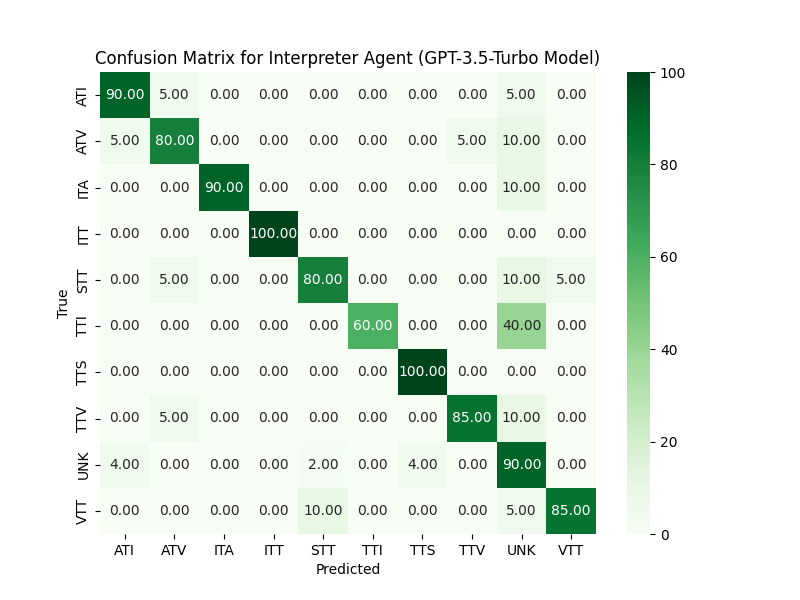 Confusion Matrix for Interpreter Agent (GPT-3.5-Turbo Model)
ATI 90.00 5.00 0.00 0.00 0.00 0.00 0.00 0.00 5.00 0.00
ATV 5.00 80.00 0.00 0.00 0.00 0.00 0.00 5.00 10.00 0.00
ITA 0.00 0.00 90.00 0.00 0.00 0.00 0.00 0.00 10.00 0.00
ITT 0.00 0.00 0.00 100.00 0.00 0.00 0.00 0.00 0.00 0.00
STT 0.00 5.00 0.00 0.00 80.00 0.00 0.00 0.00 10.00 5.00
TTI 0.00 0.00 0.00 0.00 0.00 60.00 0.00 0.00 40.00 0.00
TTS 0.00 0.00 0.00 0.00 0.00 0.00 100.00 0.00 0.00 0.00
TTV 0.00 5.00 0.00 0.00 0.00 0.00 0.00 85.00 10.00 0.00
UNK 4.00 0.00 0.00 0.00 2.00 0.00 4.00 0.00 90.00 0.00
VTT 0.00 0.00 0.00 0.00 10.00 0.00 0.00 0.00 5.00 85.00
ATI ATV ITA ITT STT TTI TTS TTV UNK VTT
Predicted
True
100
80
60
40
20
0